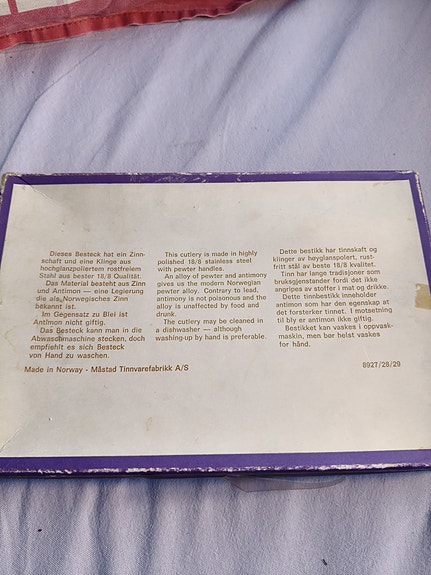 Dieses Besteck hat ein Zinn-
schaft und eine Klinge aus
hochglanzpoliertem rostfreiem
Stahl aus bester 18/8 Qualität.
Das Material besteht aus Zinn
und Antimon — eine Legierung
die als Norwegisches Zinn
bekannt ist.
Im Gegensatz zu Blei ist
Antimon nicht giftig.
Das Besteck kann man in die
Abwaschmaschine stecken, doch
empfiehlt es sich Besteck
von Hand zu waschen.
This cutlery is made in highly
polished 18/8 stainless steel
with pewter handles.
An alloy of pewter and antimony
gives us the modern Norwegian
pewter alloy. Contrary to lead,
antimony is not poisonous and the
alloy is unaffected by food and
drunk.
The cutlery may be cleaned in
a dishwasher — although
washing-up by hand is preferable.
Dette bestikk har tinnskaft og
klinger av høyglanspolert, rust-
fritt stål av beste 18/8 kvalitet.
Tinn har lange tradisjoner som
bruksgjenstander fordi det ikke
angripes av stoffer i mat og drikke.
Dette tinnbestikk inneholder
antimon som har den egenskap at
det forsterker tinnet. I motsetning
til bly er antimon ikke giftig.
Bestikket kan vaskes i oppvask-
maskin, men bør helst vaskes
for hånd.
Made in Norway - Måstad Tinnvarefabrikk A/S
8927/28/29